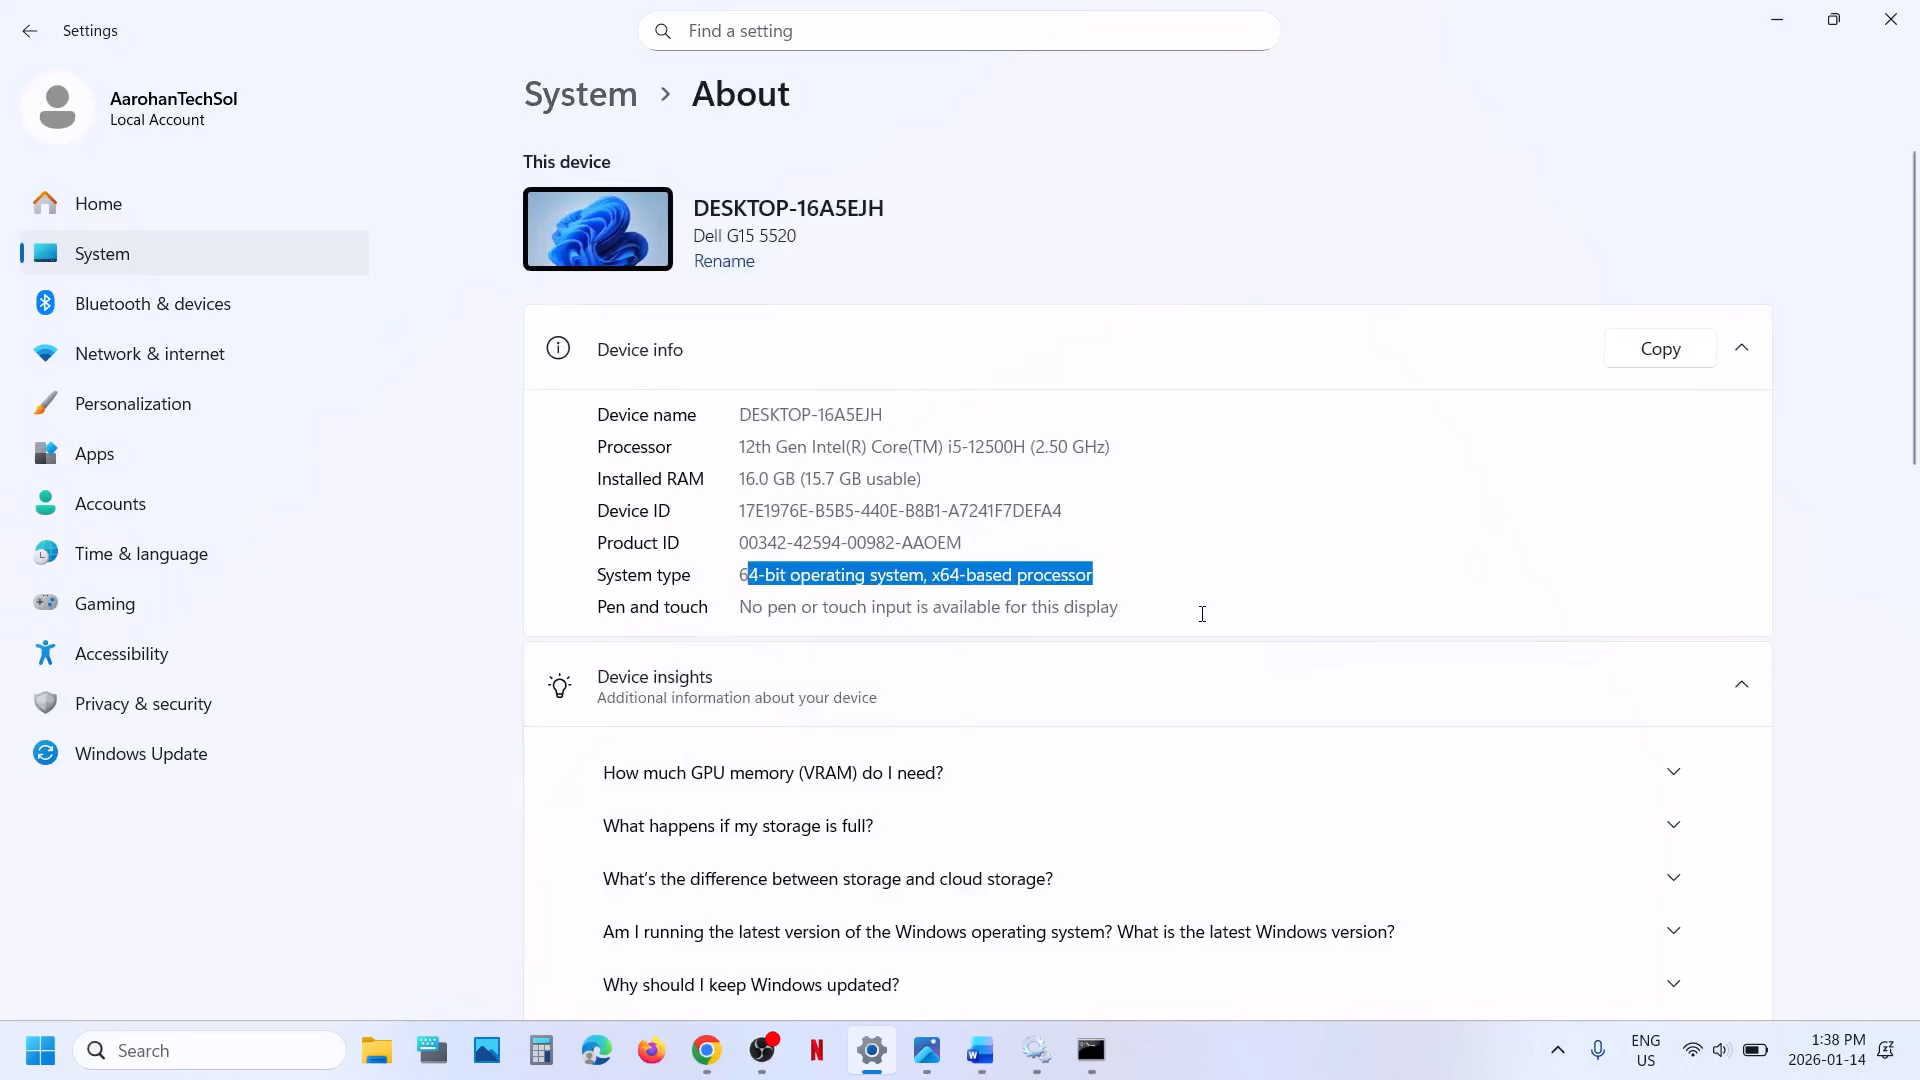 Settings
Find a setting
AarohanTechSol
Local Account
Home
System
Bluetooth & devices
Network & internet
Personalization
Apps
Accounts
Time & language
Gaming
Accessibility
Privacy & security
Windows Update
System > About
This device
DESKTOP-16A5EJH
Dell G15 5520
Rename
Device info
Copy
Device name DESKTOP-16A5EJH
Processor 12th Gen Intel(R) Core(TM) i5-12500H (2.50 GHz)
Installed RAM 16.0 GB (15.7 GB usable)
Device ID 17E1976E-B5B5-440E-B8B1-A7241F7DEFA4
Product ID 00342-42594-00982-AAOEM
System type 64-bit operating system, x64-based processor
Pen and touch No pen or touch input is available for this display
Device insights
Additional information about your device
How much GPU memory (VRAM) do I need?
What happens if my storage is full?
What's the difference between storage and cloud storage?
Am I running the latest version of the Windows operating system? What is the latest Windows version?
Why should I keep Windows updated?
Search
ENG
US
1:38 PM
2026-01-14